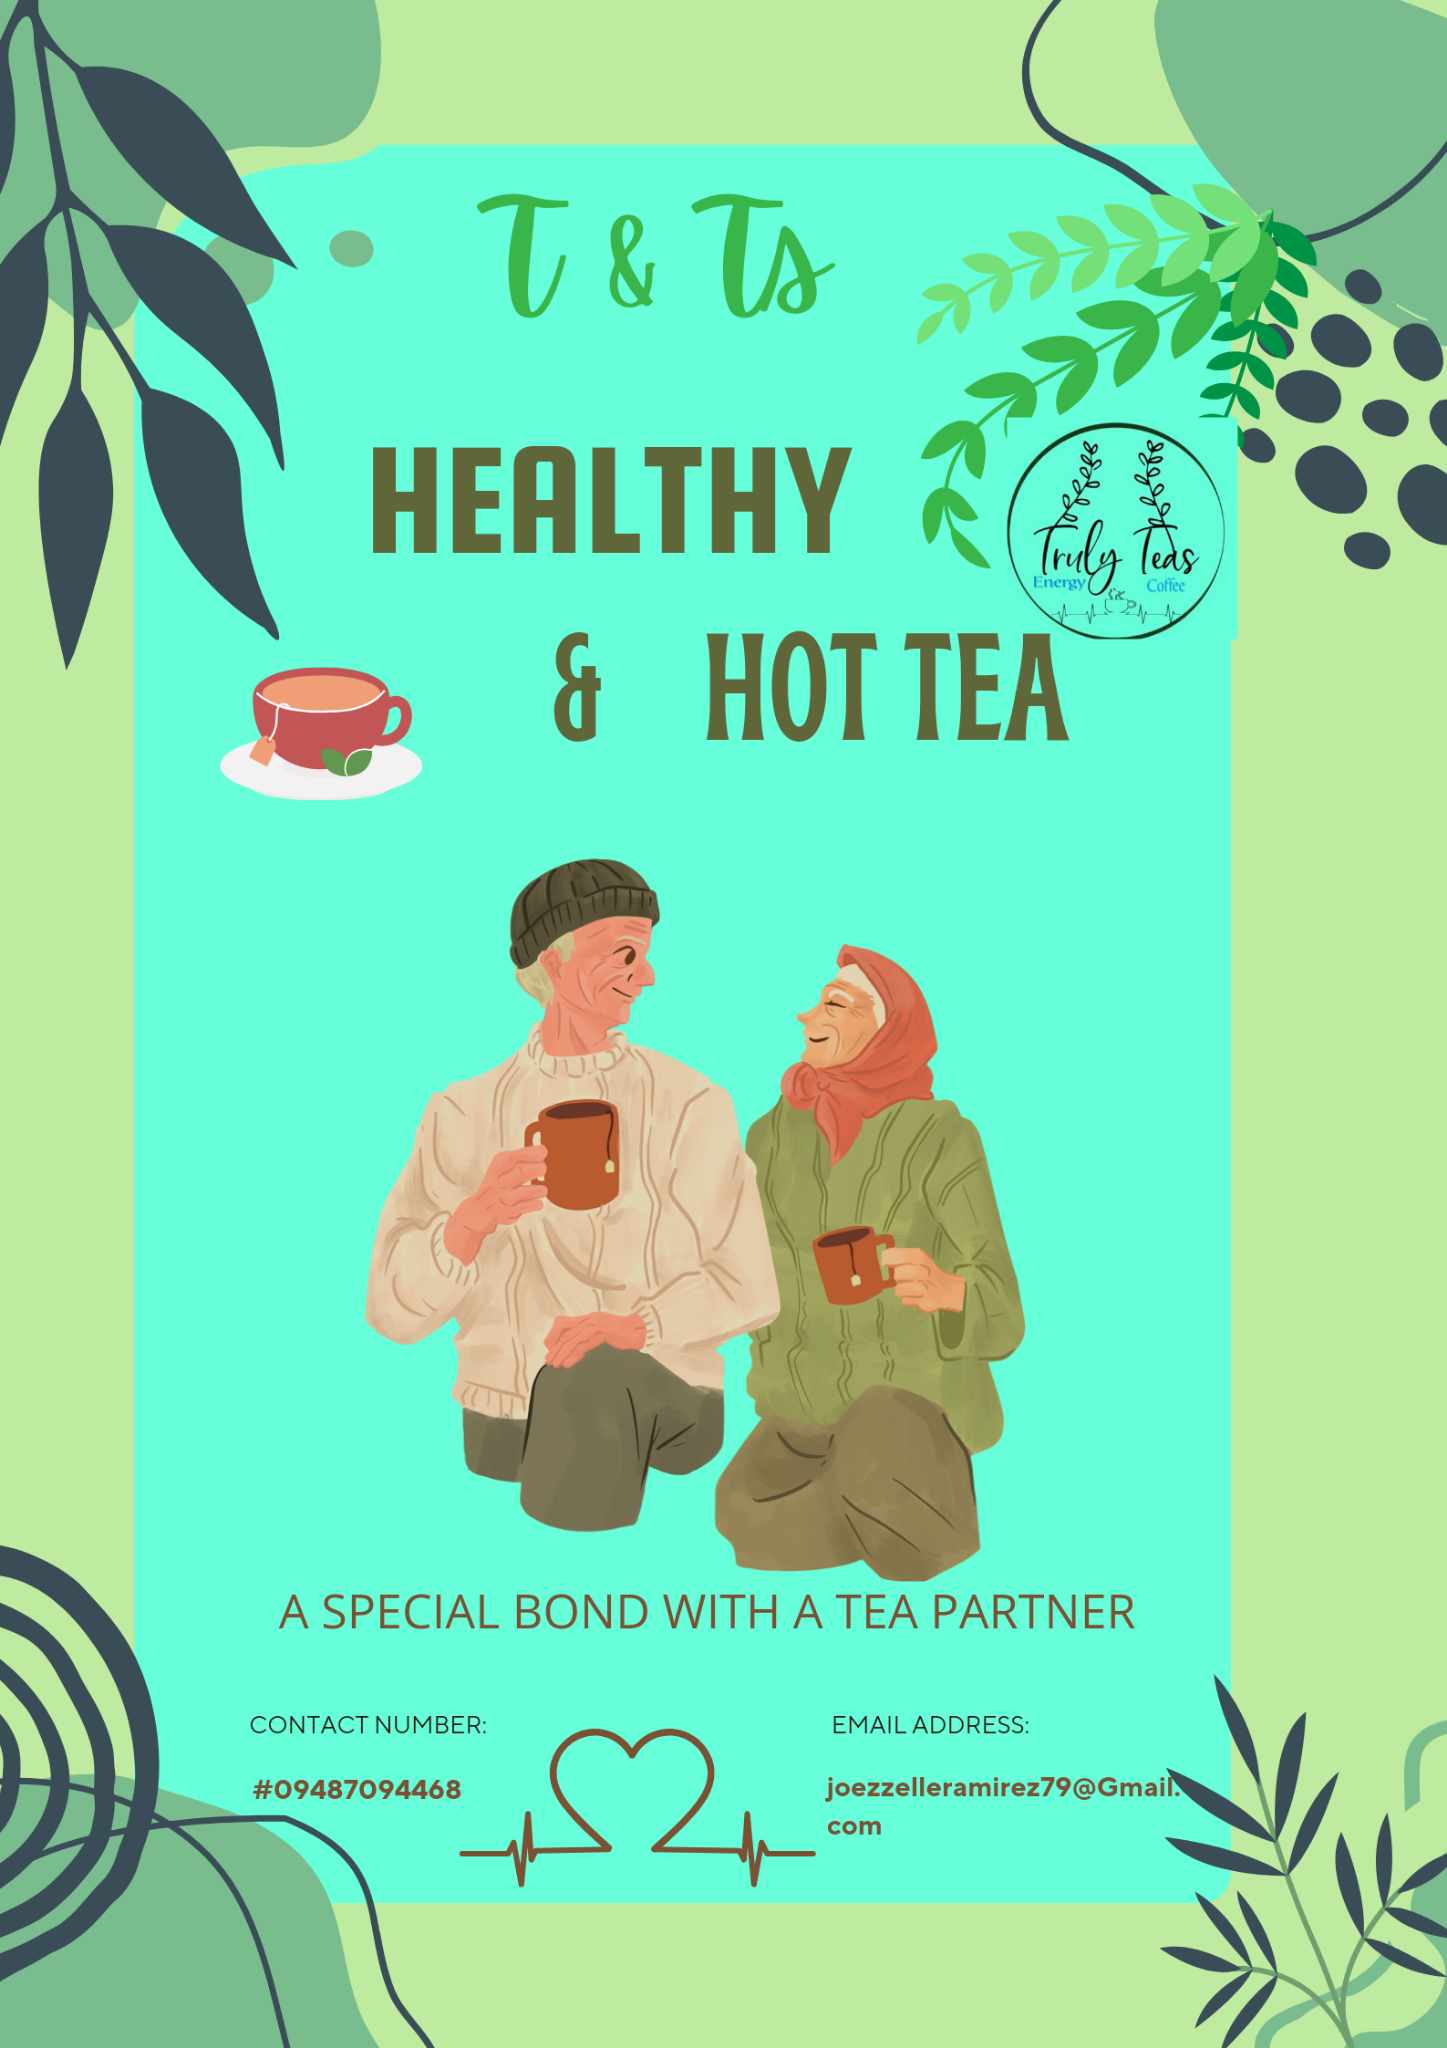 T & Ts
HEALTHY
Truly Teas
Energy Coffee
& HOT TEA
A SPECIAL BOND WITH A TEA PARTNER
CONTACT NUMBER:
#09487094468
EMAIL ADDRESS:
joezzelleramirez79@Gmail.
com